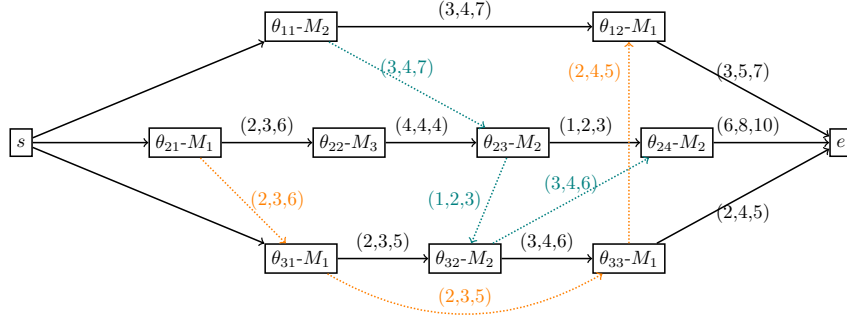 (3,4,7)
θ₁₁-M₂
θ₁₂-M₁
(3,4,7)
(2,4,5)
(3,5,7)
(2,3,6)
(4,4,4)
(1,2,3)
(6,8,10)
s
θ₂₁-M₁
θ₂₂-M₃
θ₂₃-M₂
θ₂₄-M₂
e
(2,3,6)
(1,2,3)
(3,4,6)
(2,4,5)
(2,3,5)
(3,4,6)
θ₃₁-M₁
θ₃₂-M₂
θ₃₃-M₁
(2,3,5)